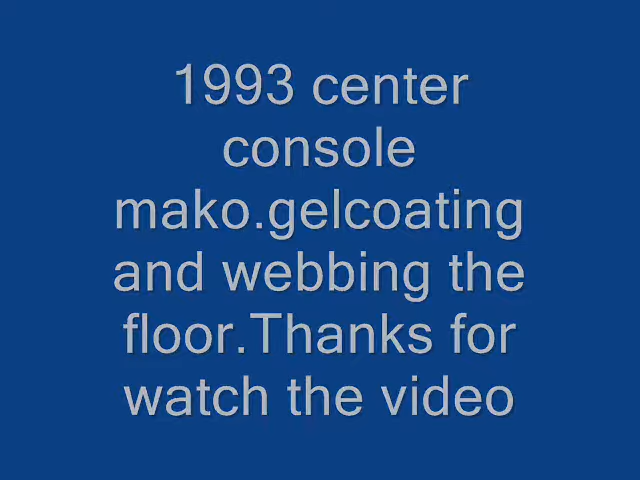 1993 center
console
mako.gelcoating
and webbing the
floor.Thanks for
watch the video